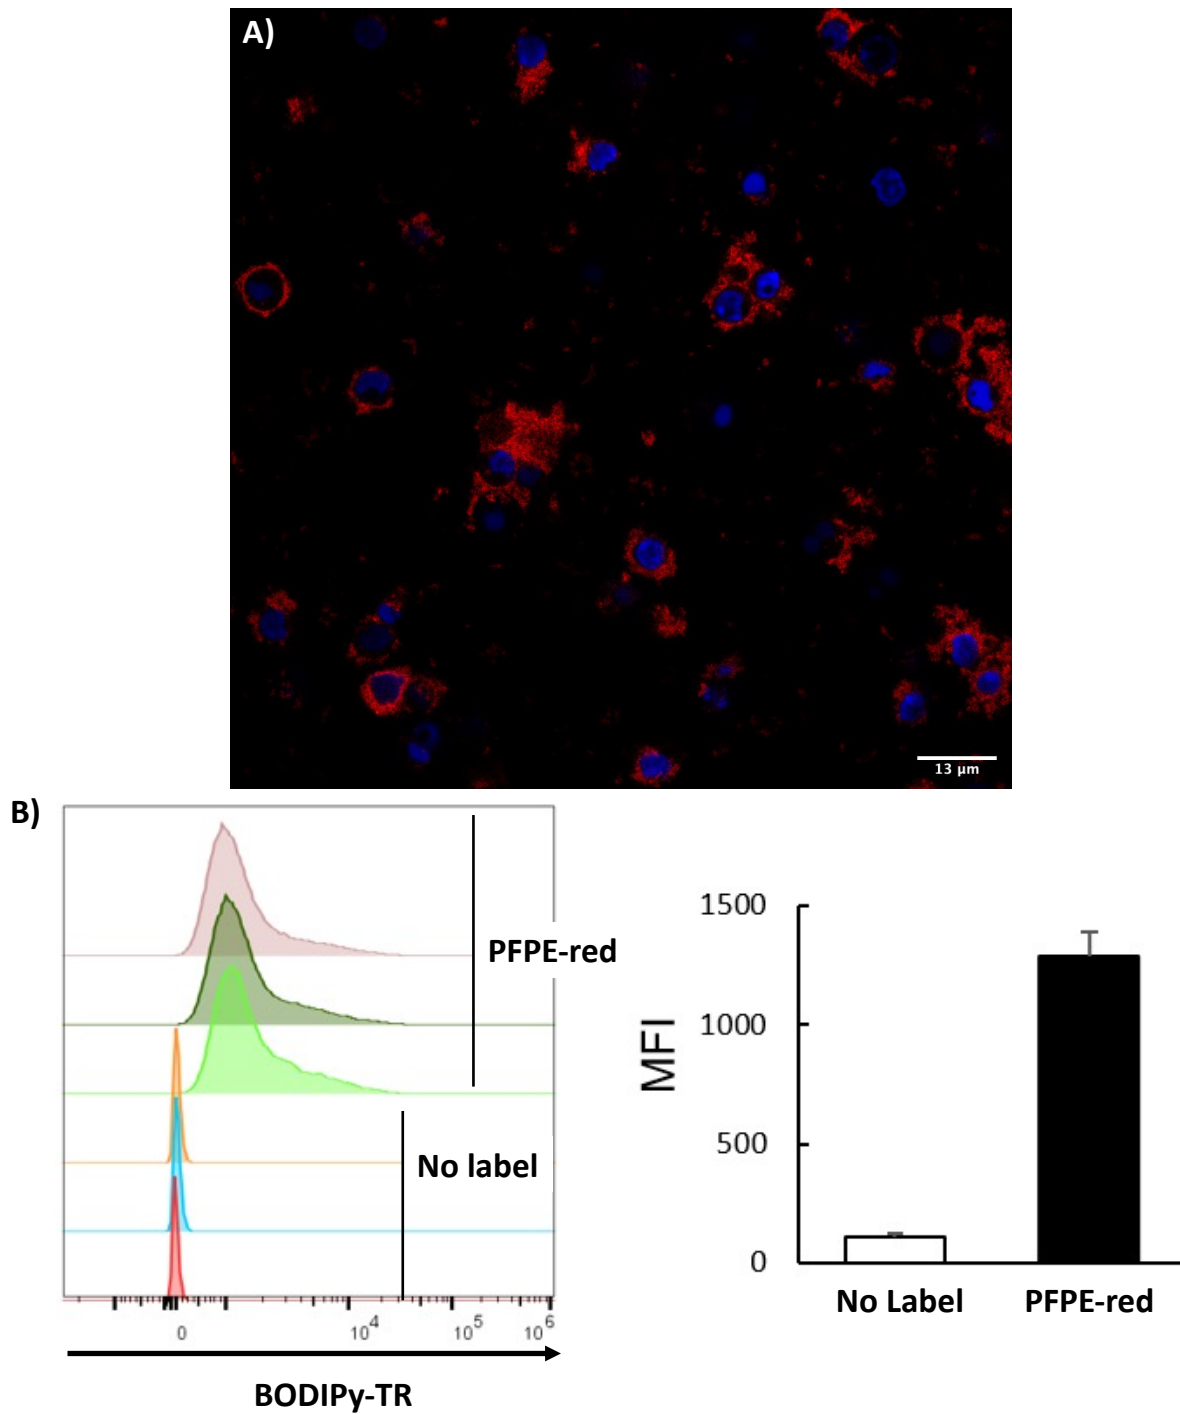 A)
13 µm
B)
PFPE-red
No label
0 10⁴ 10⁵ 10⁶
BODIPy-TR
1500
1000
500
0
MFI
No Label PFPE-red